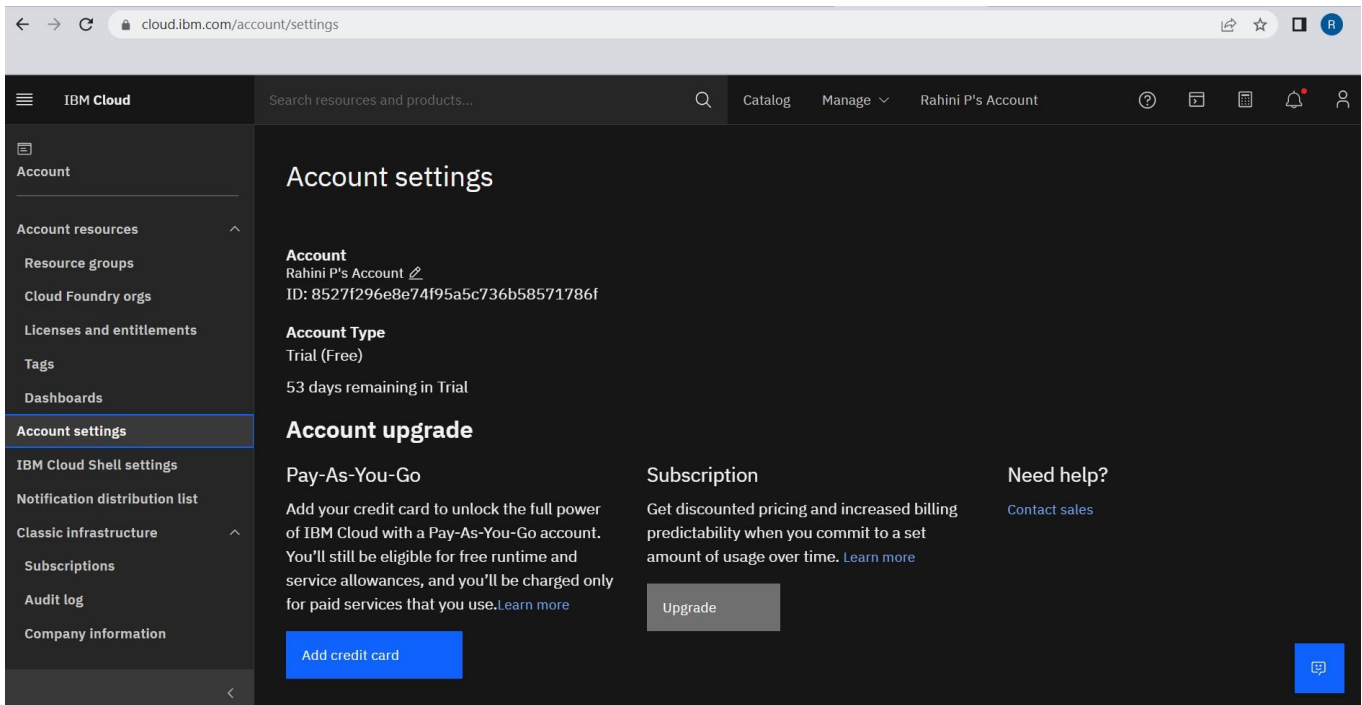 cloud.ibm.com/account/settings
R
IBM Cloud
Search resources and products...
Catalog
Manage
Rahini P's Account
Account
Account resources
Resource groups
Cloud Foundry orgs
Licenses and entitlements
Tags
Dashboards
Account settings
IBM Cloud Shell settings
Notification distribution list
Classic infrastructure
Subscriptions
Audit log
Company information
Account settings
Account
Rahini P's Account
ID: 8527f296e8e74f95a5c736b58571786f
Account Type
Trial (Free)
53 days remaining in Trial
Account upgrade
Pay-As-You-Go
Add your credit card to unlock the full power
of IBM Cloud with a Pay-As-You-Go account.
You’ll still be eligible for free runtime and
service allowances, and you’ll be charged only
for paid services that you use.Learn more
Add credit card
Subscription
Get discounted pricing and increased billing
predictability when you commit to a set
amount of usage over time. Learn more
Upgrade
Need help?
Contact sales